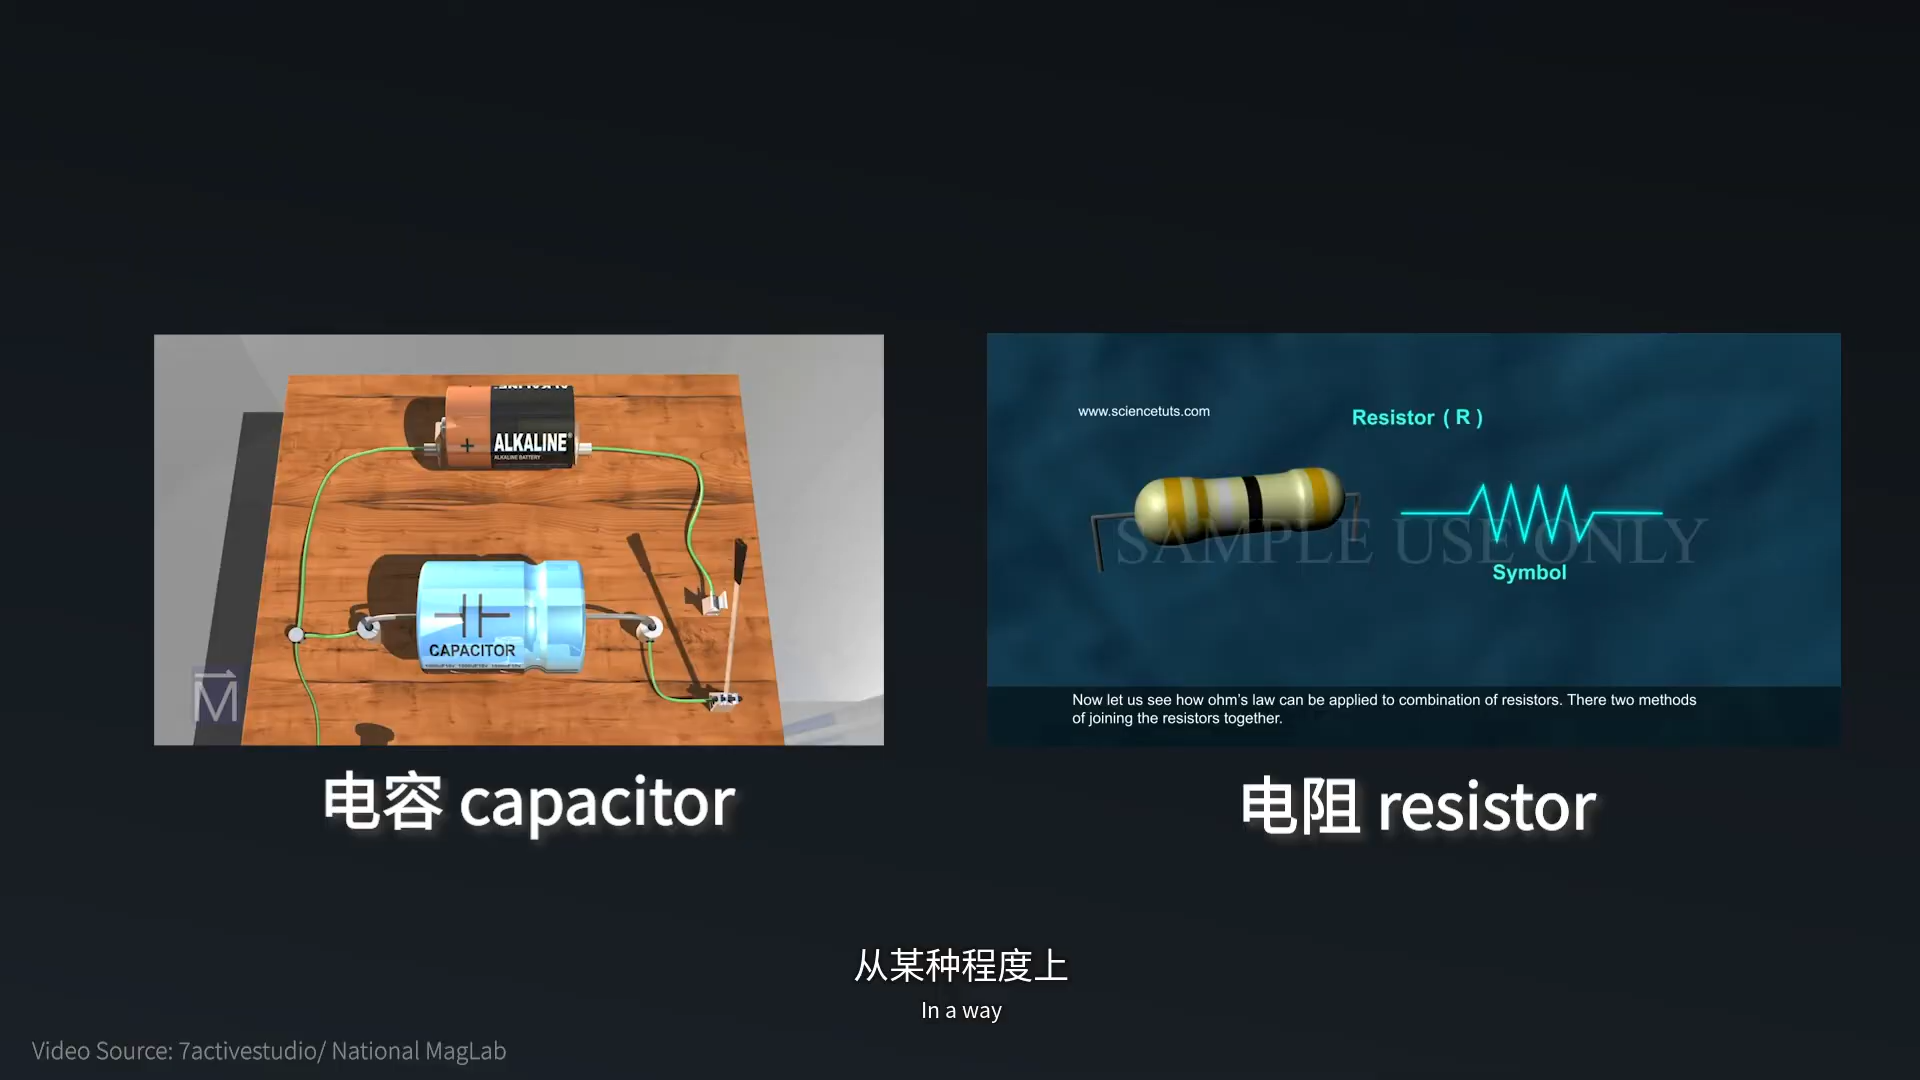 ALKALINE
ALKALINE BATTERY
+
CAPACITOR
M
www.sciencetuts.com
Resistor ( R )
SAMPLE USE ONLY
Symbol
Now let us see how ohm's law can be applied to combination of resistors. There two methods
of joining the resistors together.
电容 capacitor
电阻 resistor
从某种程度上
In a way
Video Source: 7activestudio/ National MagLab